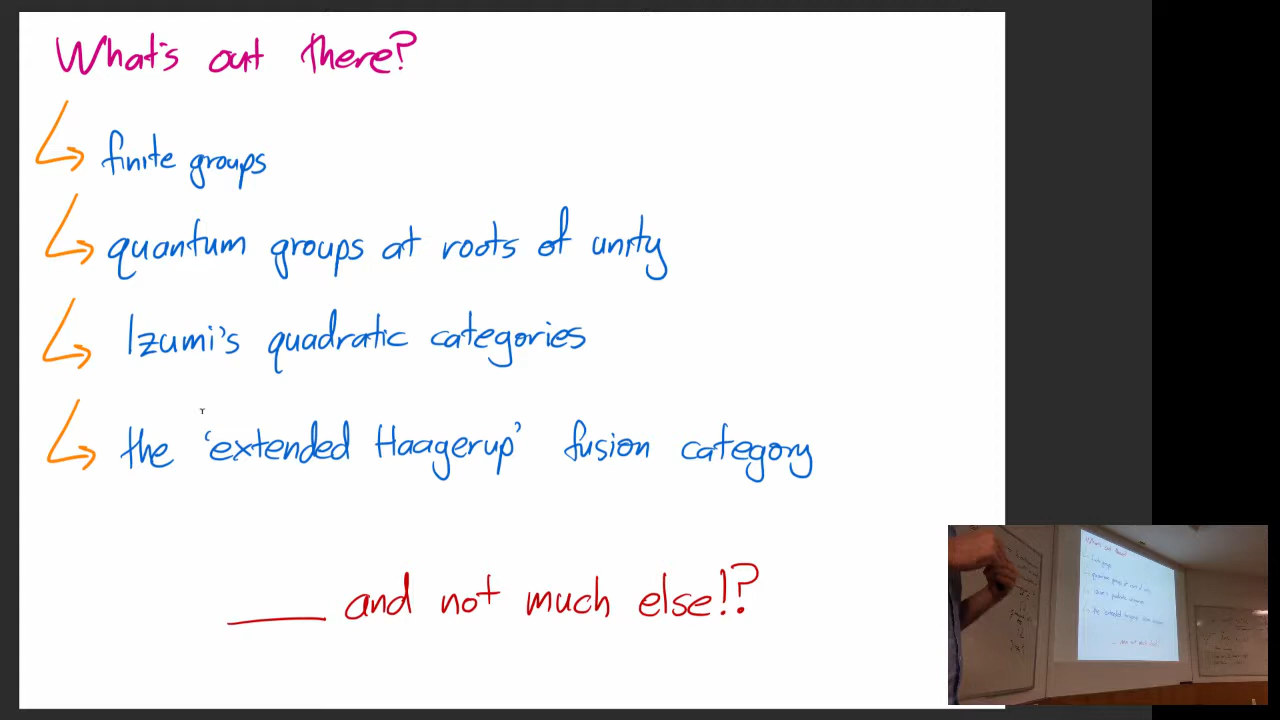 What's out there?
finite groups
quantum groups at roots of unity
Izumi's quadratic categories
the 'extended Haagerup' fusion category
___ and not much else!?